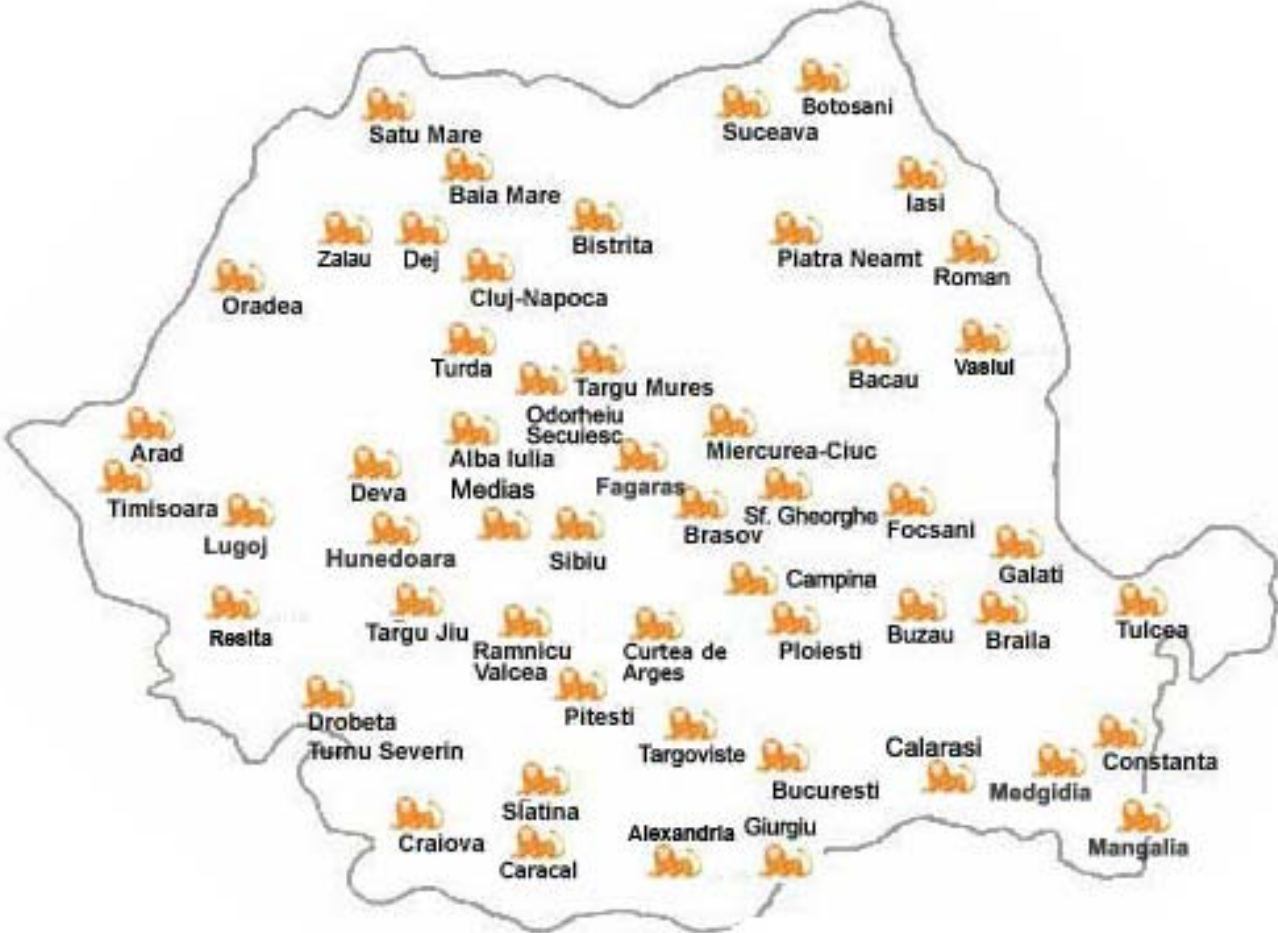 Botosani
Suceava
Satu Mare
Baia Mare
Iasi
Bistrita
Zalau
Dej
Piatra Neamt
Roman
Cluj-Napoca
Oradea
Turda
Vaslui
Bacau
Targu Mures
Odorheiu
Seculesc
Arad
Alba Iulia
Miercurea-Ciuc
Deva
Medias
Fagaras
Timisoara
Sf. Gheorghe
Brasov
Focsani
Lugoj
Hunedoara
Sibiu
Galati
Campina
Resita
Targu Jiu
Ramnicu
Valcea
Curtea de
Arges
Ploiesti
Buzau
Braila
Tulcea
Pitesti
Drobeta
Turnu Severin
Targoviste
Calarasi
Constanta
Bucuresti
Medgidia
Slatina
Alexandria
Giurgiu
Craiova
Mangalia
Caracal